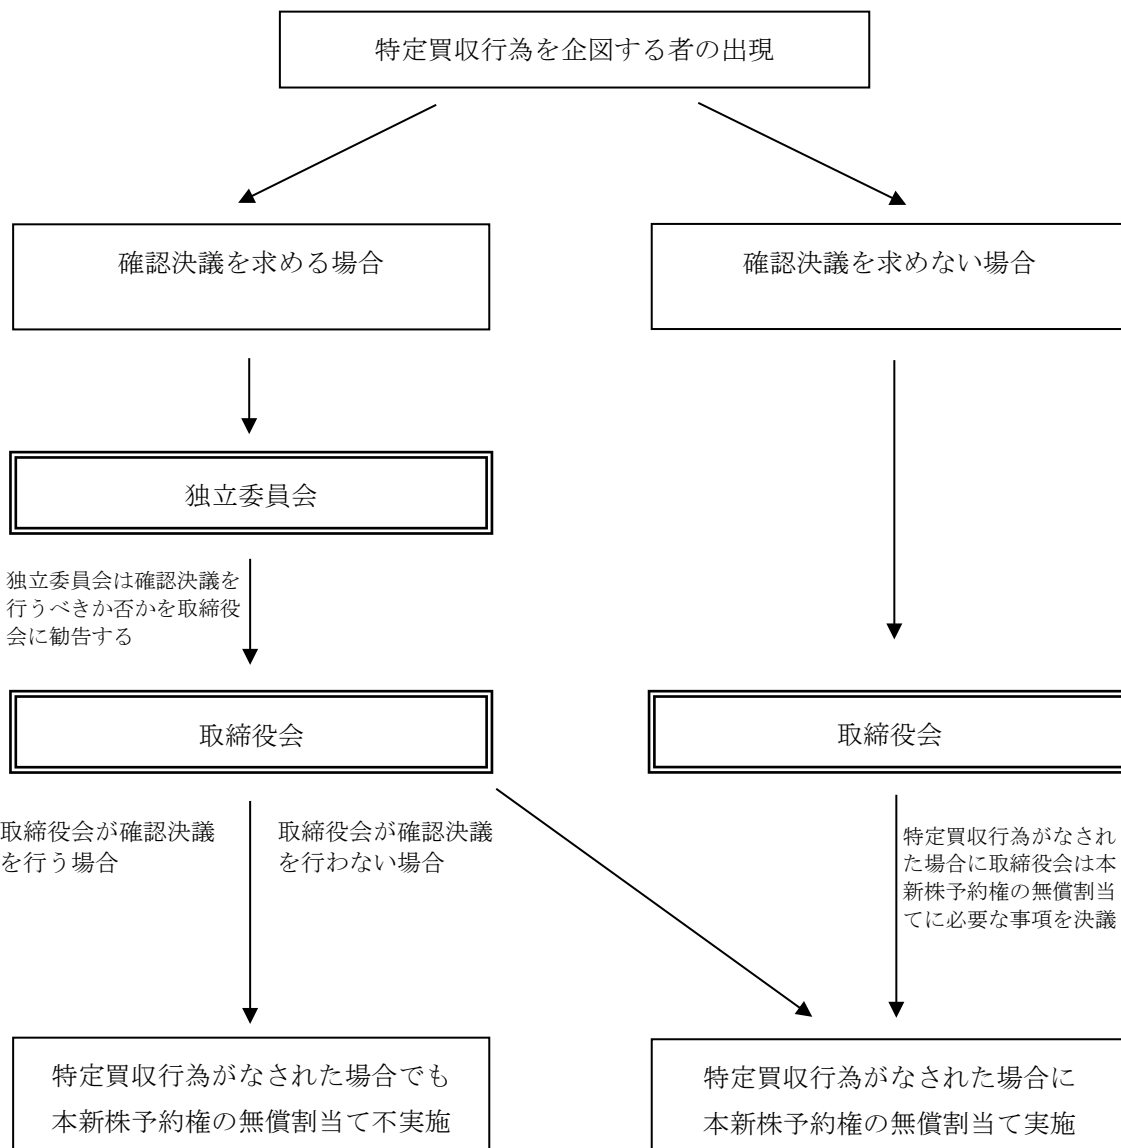 特定買収行為を企図する者の出現
確認決議を求める場合
確認決議を求めない場合
独立委員会
独立委員会は確認決議を
行うべきか否かを取締役
会に勧告する
取締役会
取締役会
取締役会が確認決議
を行う場合
取締役会が確認決議
を行わない場合
特定買収行為がなされ
た場合に取締役会は本
新株予約権の無償割当
てに必要な事項を決議
特定買収行為がなされた場合でも
本新株予約権の無償割当て不実施
特定買収行為がなされた場合に
本新株予約権の無償割当て実施